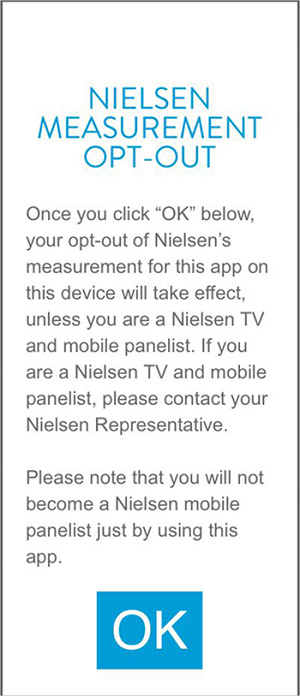 NIELSEN
MEASUREMENT
OPT-OUT
Once you click “OK” below,
your opt-out of Nielsen’s
measurement for this app on
this device will take effect,
unless you are a Nielsen TV
and mobile panelist. If you
are a Nielsen TV and mobile
panelist, please contact your
Nielsen Representative.
Please note that you will not
become a Nielsen mobile
panelist just by using this
app.
OK